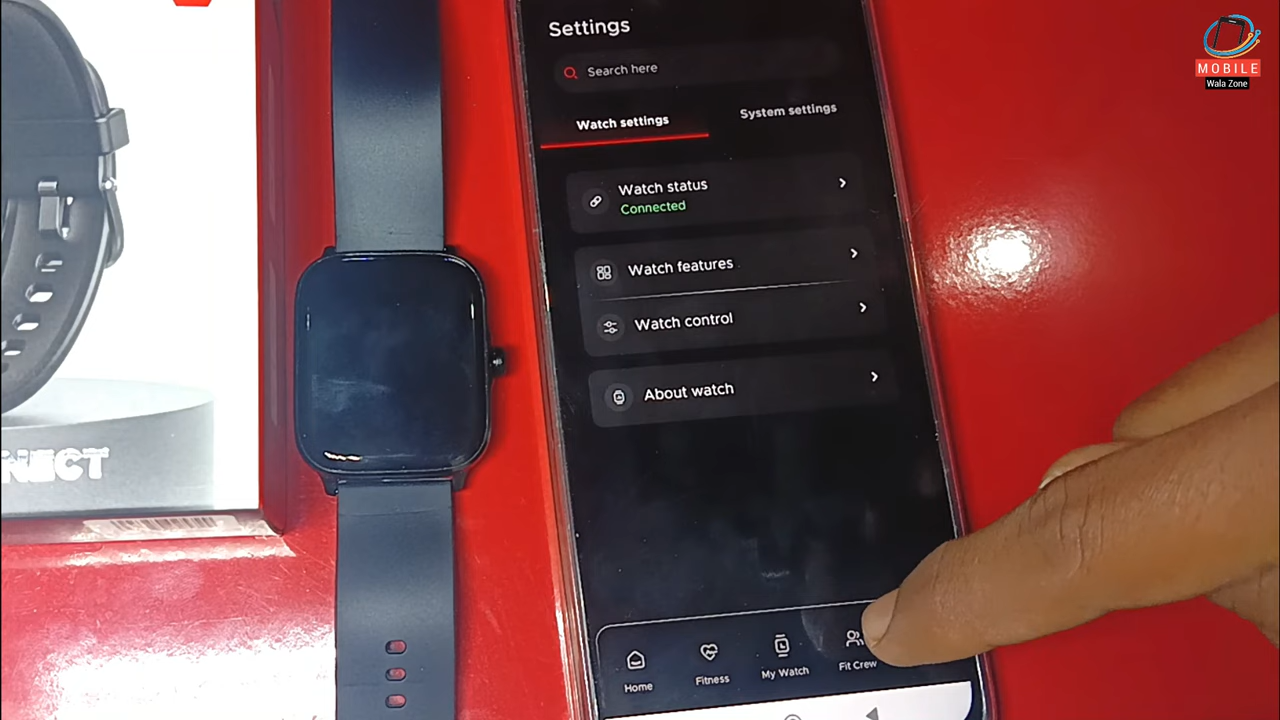 Settings
Search here
Watch settings
System settings
Watch status
Connected
Watch features
Watch control
About watch
Home
Fitness
My Watch
Fit Crew
MOBILE
Wala Zone